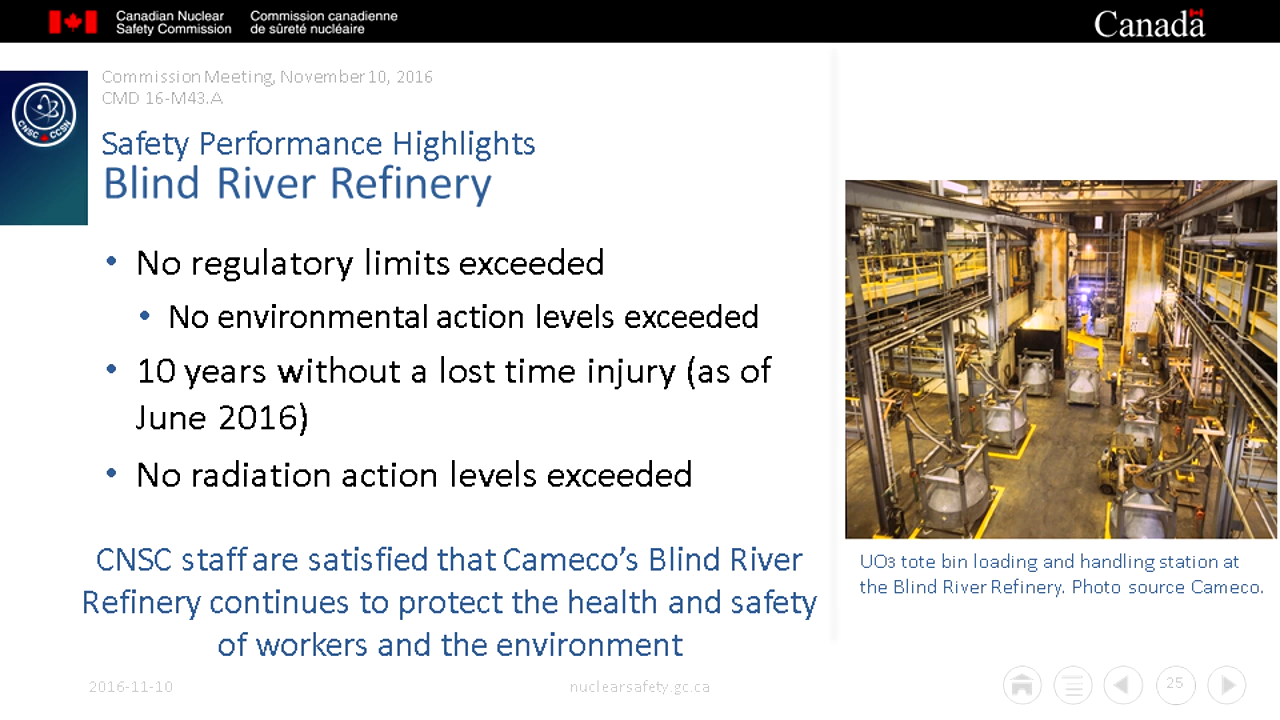 Canadian Nuclear Safety Commission
Commission canadienne de sûreté nucléaire
Canada
Commission Meeting, November 10, 2016
CMD 16-M43.A
CNSC CCSN
Safety Performance Highlights
Blind River Refinery
• No regulatory limits exceeded
• No environmental action levels exceeded
• 10 years without a lost time injury (as of
June 2016)
• No radiation action levels exceeded
CNSC staff are satisfied that Cameco's Blind River
Refinery continues to protect the health and safety
of workers and the environment
UO3 tote bin loading and handling station at
the Blind River Refinery. Photo source Cameco.
2016-11-10
nuclearsafety.gc.ca
25